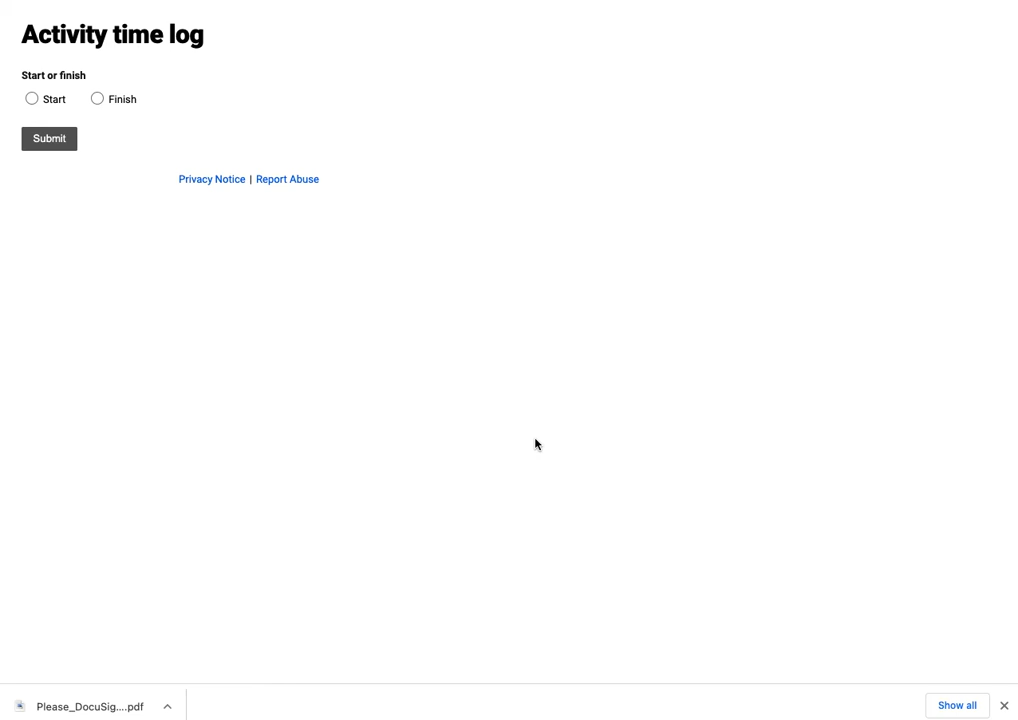 Activity time log
Start or finish
Start Finish
Submit
Privacy Notice | Report Abuse
Please_DocuSig....pdf
Show all